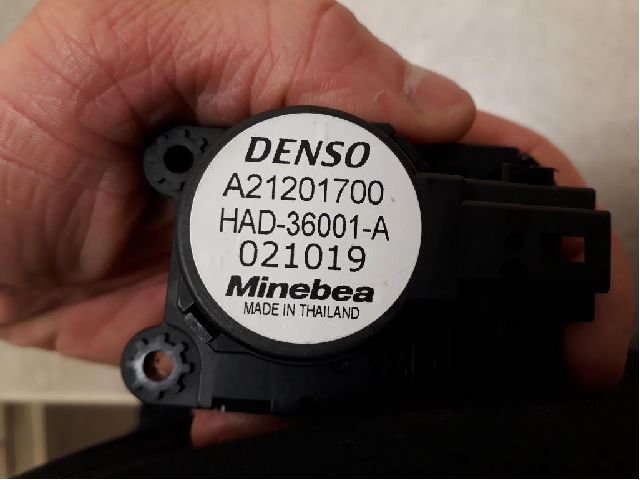 DENSO
A21201700
HAD-36001-A
021019
Minebea
MADE IN THAILAND